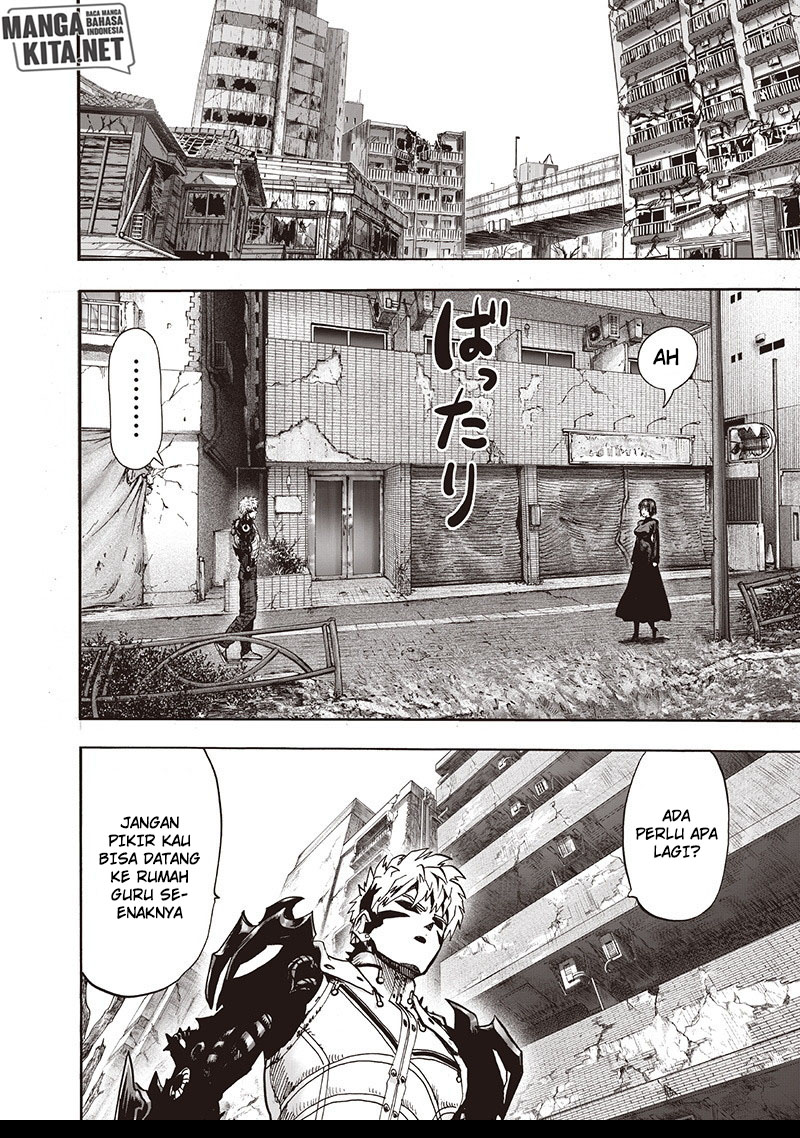 MANGA
BACA MANGA
BAHASA
INDONESIA
KITA.NET
AH
ばったり
.........
ADA
PERLU APA
LAGI?
JANGAN
PIKIR KAU
BISA DATANG
KE RUMAH
GURU SE-
ENAKNYA